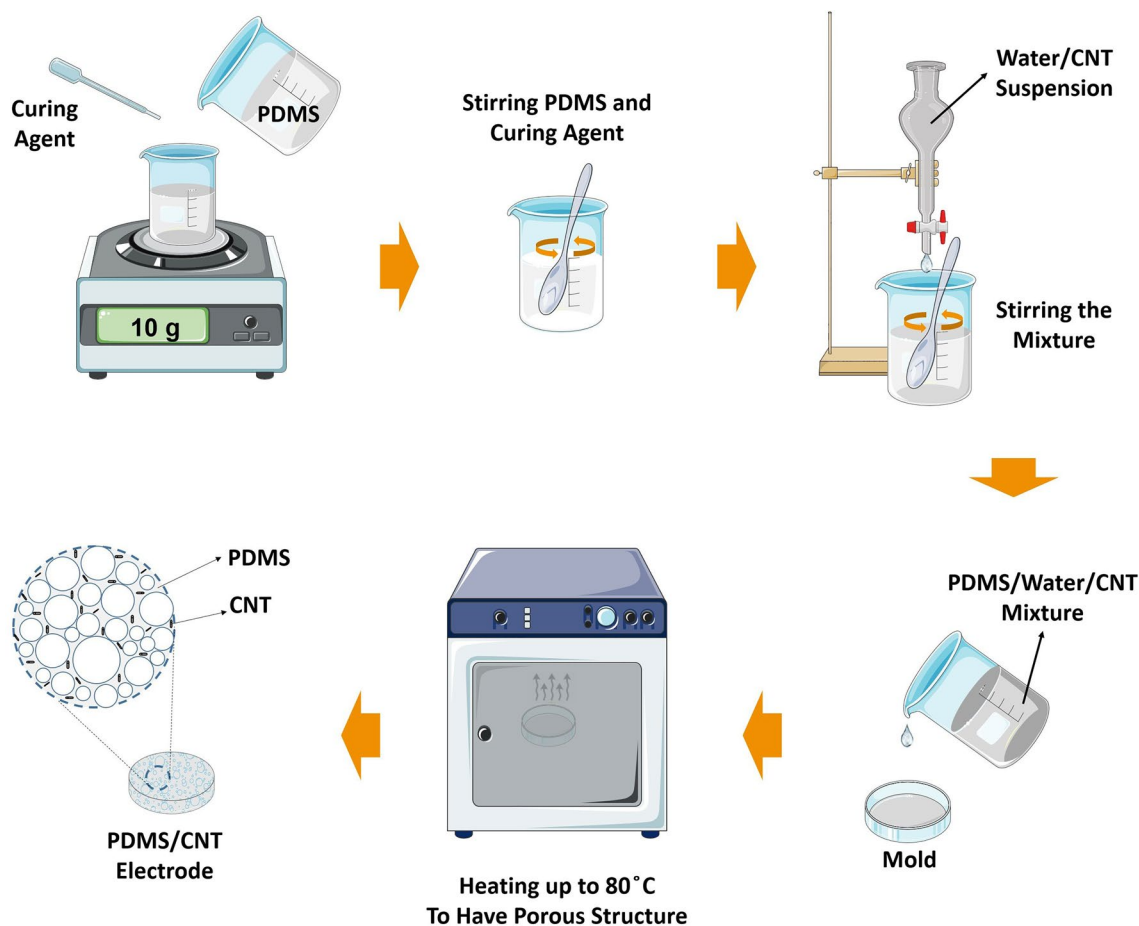 Curing
Agent
PDMS
10 g
Stirring PDMS and
Curing Agent
Water/CNT
Suspension
Stirring the
Mixture
PDMS/Water/CNT
Mixture
Mold
Heating up to 80˚C
To Have Porous Structure
PDMS
CNT
PDMS/CNT
Electrode